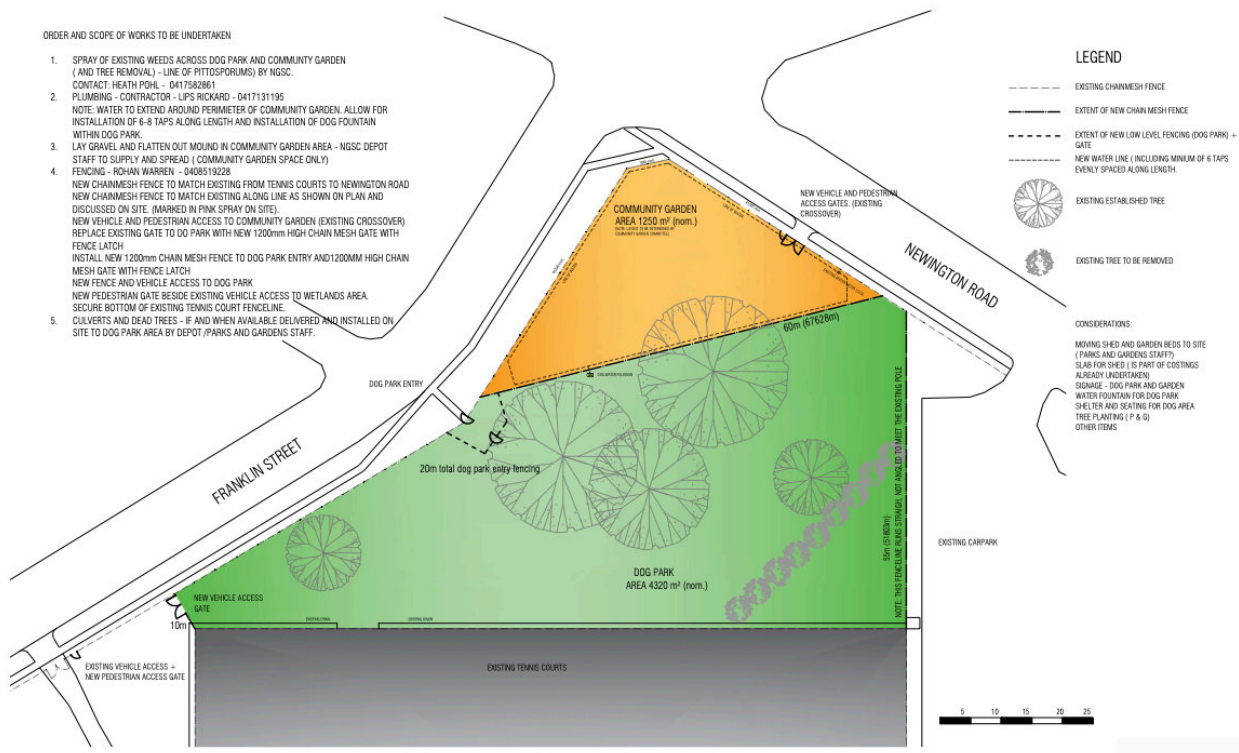 ORDER AND SCOPE OF WORKS TO BE UNDERTAKEN
1. SPRAY OF EXISTING WEEDS ACROSS DOG PARK AND COMMUNTY GARDEN
( AND TREE REMOVAL) - LINE OF PITTOSPORUMS) BY NGSC.
CONTACT: HEATH POHL - 0417582861
2. PLUMBING - CONTRACTOR - LIPS RICKARD - 0417131195
NOTE: WATER TO EXTEND AROUND PERIMETER OF COMMUNITY GARDEN. ALLOW FOR
INSTALLATION OF 6-8 TAPS ALONG LENGTH AND INSTALLATION OF DOG FOUNTAIN
WITHIN DOG PARK.
3. LAY GRAVEL AND FLATTEN OUT MOUND IN COMMUNITY GARDEN AREA - NGSC DEPOT
STAFF TO SUPPLY AND SPREAD ( COMMUNITY GARDEN SPACE ONLY)
4. FENCING - ROHAN WARREN - 0408519228
NEW CHAINMESH FENCE TO MATCH EXISTING FROM TENNIS COURTS TO NEWINGTON ROAD
NEW CHAINMESH FENCE TO MATCH EXISTING ALONG LINE AS SHOWN ON PLAN AND
DISCUSSED ON SITE. (MARKED IN PINK SPRAY ON SITE).
NEW VEHICLE AND PEDESTRIAN ACCESS TO COMMUNITY GARDEN (EXISTING CROSSOVER)
REPLACE EXISTING GATE TO DO PARK WITH NEW 1200mm HIGH CHAIN MESH GATE WITH
FENCE LATCH
INSTALL NEW 1200mm CHAIN MESH FENCE TO DOG PARK ENTRY AND1200MM HIGH CHAIN
MESH GATE WITH FENCE LATCH
NEW FENCE AND VEHICLE ACCESS TO DOG PARK
NEW PEDESTRIAN GATE BESIDE EXISTING VEHICLE ACCESS TO WETLANDS AREA.
SECURE BOTTOM OF EXISTING TENNIS COURT FENCELINE.
5. CULVERTS AND DEAD TREES - IF AND WHEN AVAILABLE DELIVERED AND INSTALLED ON
SITE TO DOG PARK AREA BY DEPOT /PARKS AND GARDENS STAFF.
LEGEND
EXISTING CHAINMESH FENCE
EXTENT OF NEW CHAIN MESH FENCE
EXTENT OF NEW LOW LEVEL FENCING (DOG PARK) +
GATE
NEW WATER LINE ( INCLUDING MINIUM OF 6 TAPS
EVENLY SPACED ALONG LENGTH.
EXISTING ESTABLISHED TREE
EXISTING TREE TO BE REMOVED
CONSIDERATIONS:
MOVING SHED AND GARDEN BEDS TO SITE
( PARKS AND GARDENS STAFF?)
SLAB FOR SHED ( IS PART OF COSTINGS
ALREADY UNDERTAKEN)
SIGNAGE - DOG PARK AND GARDEN
WATER FOUNTAIN FOR DOG PARK
SHELTER AND SEATING FOR DOG AREA
TREE PLANTING ( P & G)
OTHER ITEMS
COMMUNITY GARDEN
AREA 1250 m² (nom.)
NEW VEHICLE AND PEDESTRIAN
ACCESS GATES. (EXISTING
CROSSOVER)
NEWINGTON ROAD
60m (67628m)
DOG PARK ENTRY
FRANKLIN STREET
20m total dog park entry fencing
55m (51803m)
NOTE: THIS FENCELINE RUNS STRAIGH, NOT ANGLED TO MEET THE EXISTING POLE
EXISTING CARPARK
DOG PARK
AREA 4320 m² (nom.)
NEW VEHICLE ACCESS
GATE
10m
EXISTING DRAIN
EXISTING DRAIN
EXISTING VEHICLE ACCESS +
NEW PEDESTRIAN ACCESS GATE
EXISTING TENNIS COURTS
5 10 15 20 25